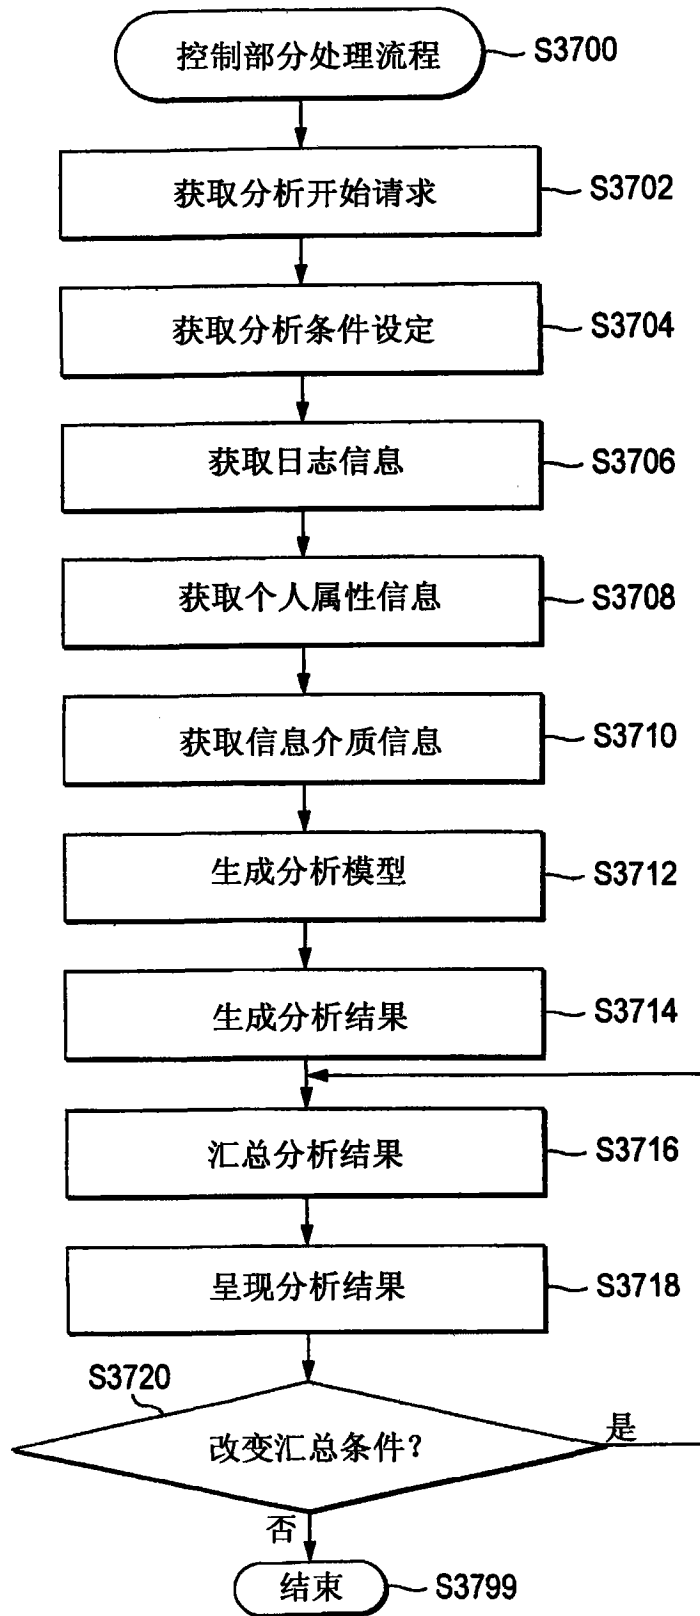 控制部分处理流程 S3700
获取分析开始请求 S3702
获取分析条件设定 S3704
获取日志信息 S3706
获取个人属性信息 S3708
获取信息介质信息 S3710
生成分析模型 S3712
生成分析结果 S3714
汇总分析结果 S3716
呈现分析结果 S3718
S3720
改变汇总条件? 是
否
结束 S3799